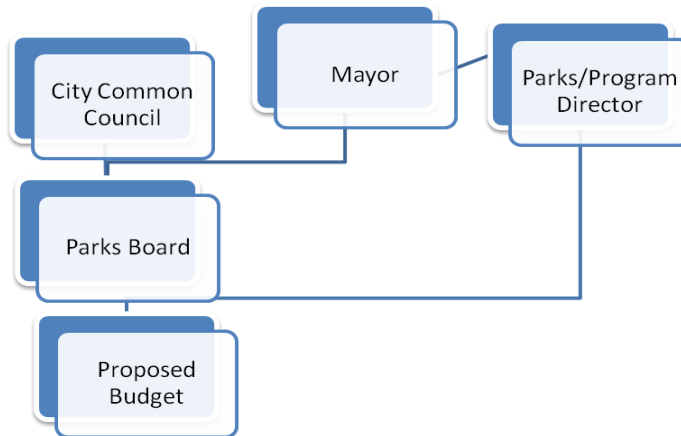 City Common
Council
Mayor
Parks/Program
Director
Parks Board
Proposed
Budget